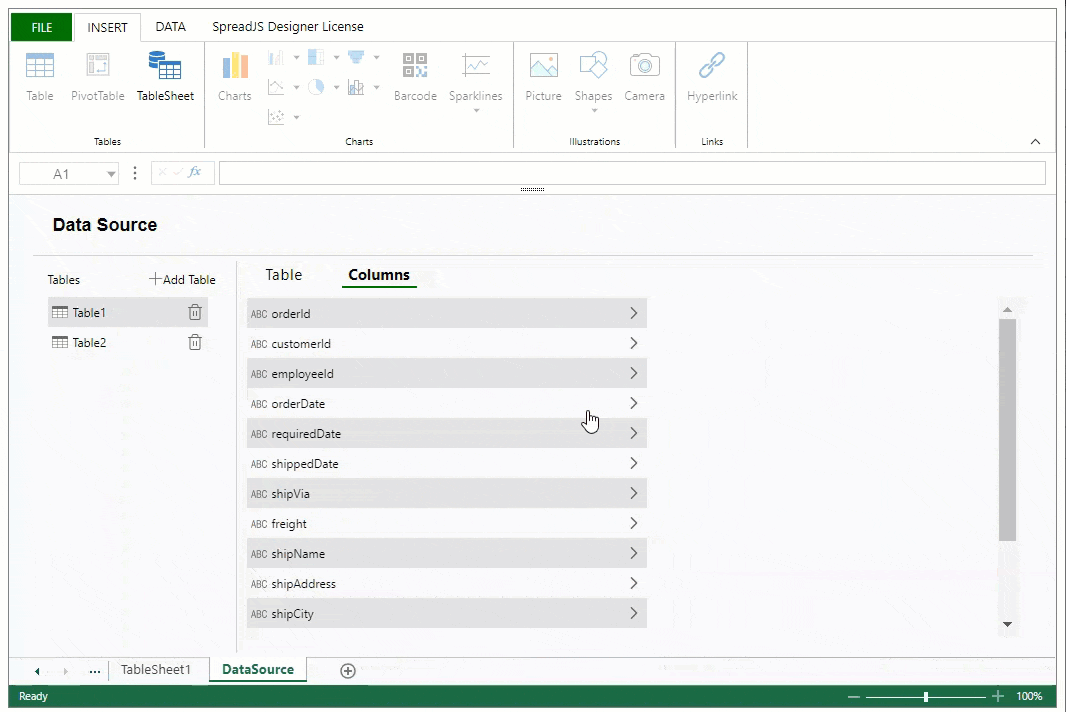 FILE INSERT DATA SpreadJS Designer License
Table PivotTable TableSheet Charts Barcode Sparklines Picture Shapes Camera Hyperlink
Tables Charts Illustrations Links
A1 fx
Data Source
Tables Add Table Table Columns
Table1
Table2
ABC orderId
ABC customerId
ABC employeeId
ABC orderDate
ABC requiredDate
ABC shippedDate
ABC shipVia
ABC freight
ABC shipName
ABC shipAddress
ABC shipCity
... TableSheet1 DataSource
Ready 100%